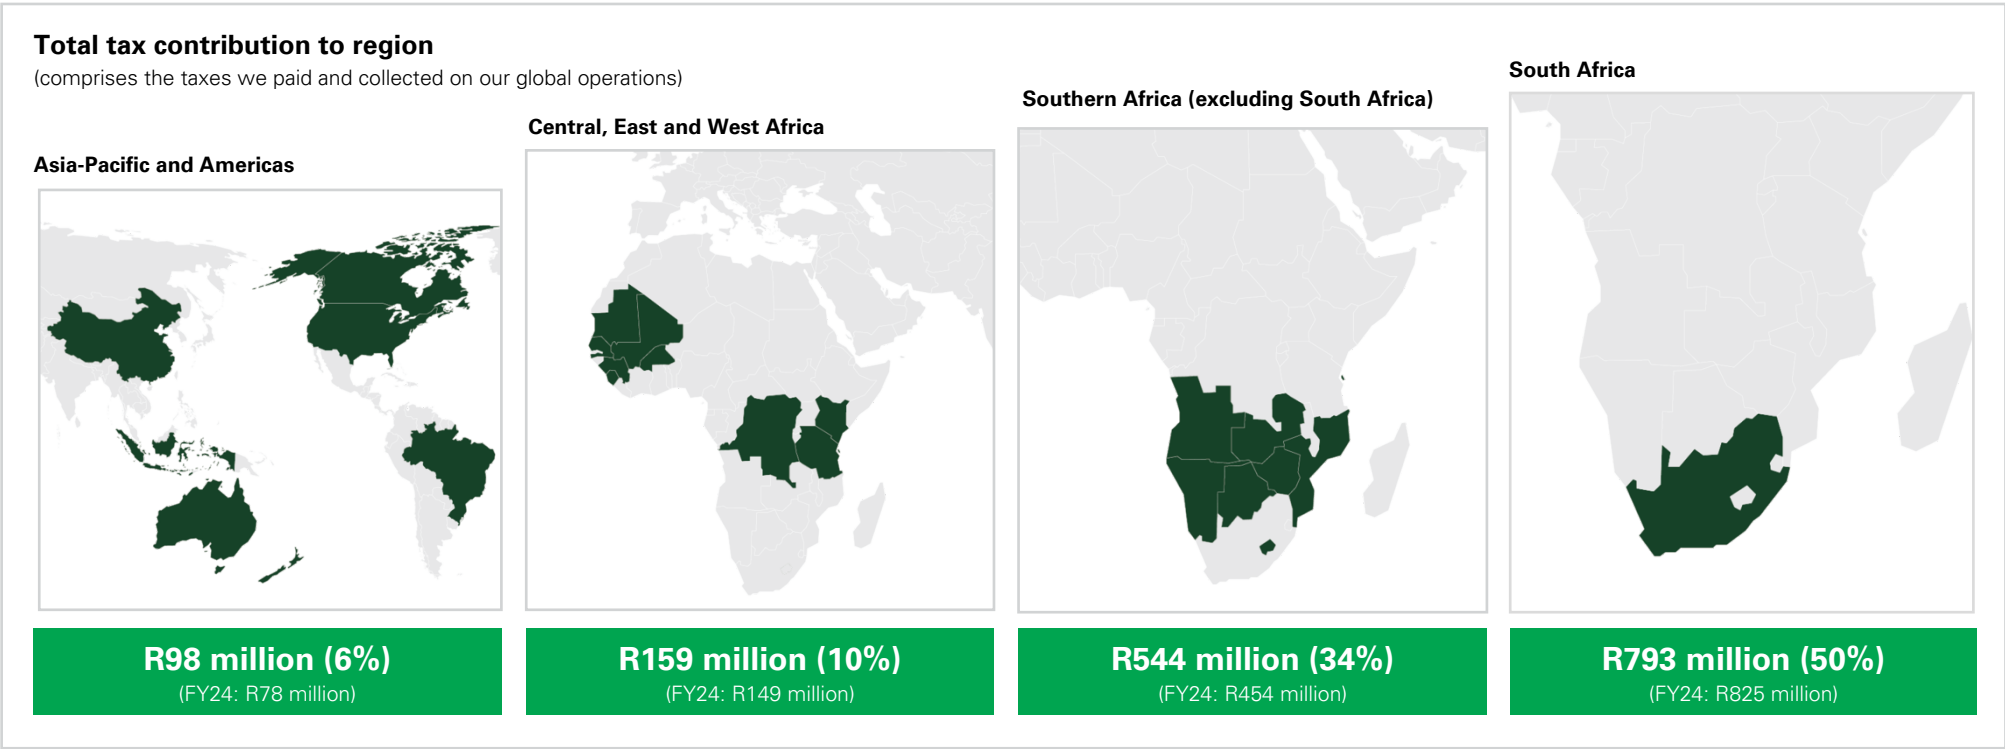 Total tax contribution to region
(comprises the taxes we paid and collected on our global operations)
Asia-Pacific and Americas
R98 million (6%)
(FY24: R78 million)
Central, East and West Africa
R159 million (10%)
(FY24: R149 million)
Southern Africa (excluding South Africa)
R544 million (34%)
(FY24: R454 million)
South Africa
R793 million (50%)
(FY24: R825 million)